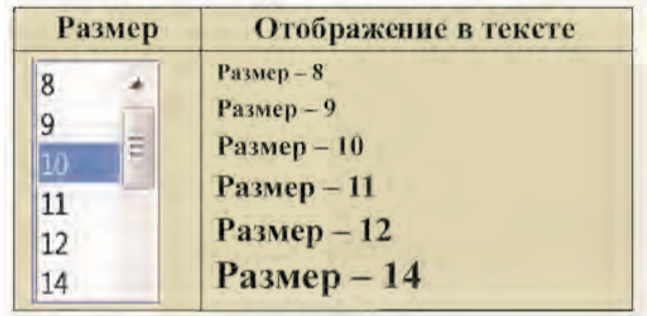 Размер Отображение в тексте
8
9
10
11
12
14
Размер – 8
Размер – 9
Размер – 10
Размер – 11
Размер – 12
Размер – 14